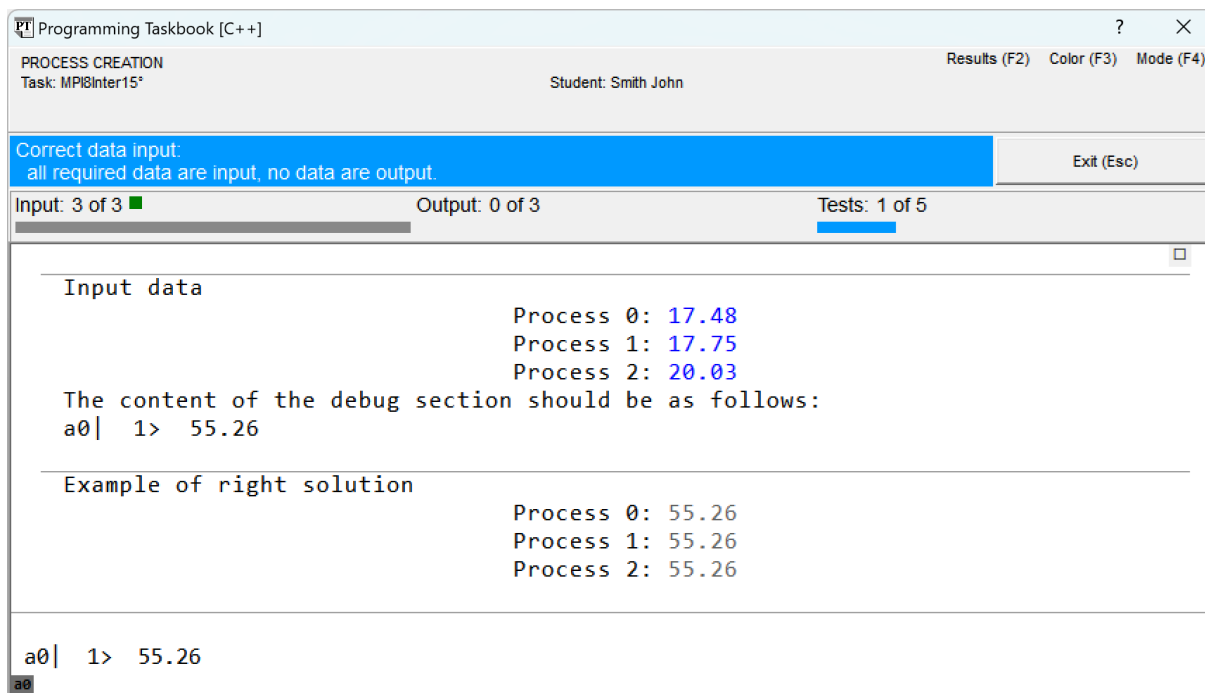 PT Programming Taskbook [C++] ?
PROCESS CREATION Results (F2) Color (F3) Mode (F4)
Task: MPI8Inter15° Student: Smith John
Correct data input:
all required data are input, no data are output.
Exit (Esc)
Input: 3 of 3 Output: 0 of 3 Tests: 1 of 5
Input data
Process 0: 17.48
Process 1: 17.75
Process 2: 20.03
The content of the debug section should be as follows:
a0| 1> 55.26
Example of right solution
Process 0: 55.26
Process 1: 55.26
Process 2: 55.26
a0| 1> 55.26
a0